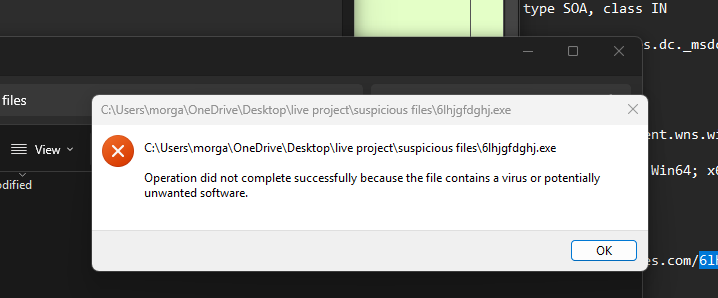 type SOA, class IN
s.dc._msdc
files
C:\Users\morga\OneDrive\Desktop\live project\suspicious files\6lhjgfdghj.exe
C:\Users\morga\OneDrive\Desktop\live project\suspicious files\6lhjgfdghj.exe
Operation did not complete successfully because the file contains a virus or potentially
unwanted software.
OK
View
odified
ent.wns.wi
Win64; x6
es.com/6lh